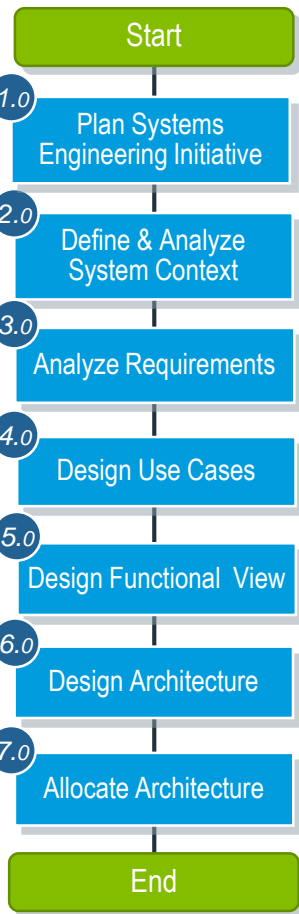 Start
1.0
Plan Systems
Engineering Initiative
2.0
Define & Analyze
System Context
3.0
Analyze Requirements
4.0
Design Use Cases
5.0
Design Functional View
6.0
Design Architecture
7.0
Allocate Architecture
End